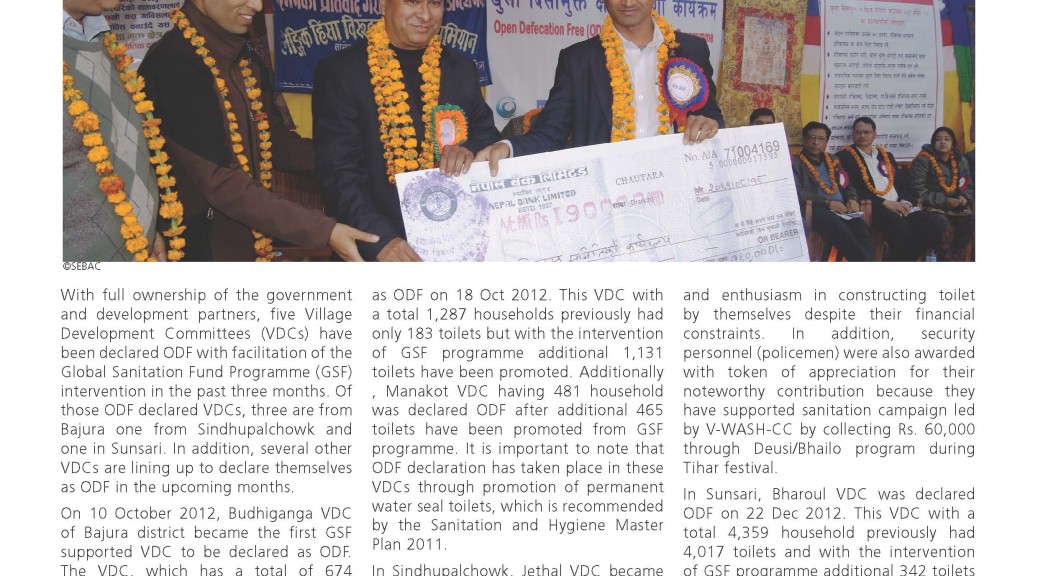 खुला दिसामुक्त
कार्यक्रम
Open Defecation Free (OD
हिंसा विरु
No. A/A 71004169
नेपाल बैंक लिमिटेड
CHAUTARA
NEPAL BANK LIMITED
ESTD. 1937
Date
A/C
Rs
OR BEARER
©SEBAC
With full ownership of the government
and development partners, five Village
Development Committees (VDCs) have
been declared ODF with facilitation of the
Global Sanitation Fund Programme (GSF)
intervention in the past three months. Of
those ODF declared VDCs, three are from
Bajura one from Sindhupalchowk and
one in Sunsari. In addition, several other
VDCs are lining up to declare themselves
as ODF in the upcoming months.
On 10 October 2012, Budhiganga VDC
of Bajura district became the first GSF
supported VDC to be declared as ODF.
The VDC, which has a total of 674
as ODF on 18 Oct 2012. This VDC with
a total 1,287 households previously had
only 183 toilets but with the intervention
of GSF programme additional 1,131
toilets have been promoted. Additionally
, Manakot VDC having 481 household
was declared ODF after additional 465
toilets have been promoted from GSF
programme. It is important to note that
ODF declaration has taken place in these
VDCs through promotion of permanent
water seal toilets, which is recommended
by the Sanitation and Hygiene Master
Plan 2011.
In Sindhupalchowk, Jethal VDC became
and enthusiasm in constructing toilet
by themselves despite their financial
constraints. In addition, security
personnel (policemen) were also awarded
with token of appreciation for their
noteworthy contribution because they
have supported sanitation campaign led
by V-WASH-CC by collecting Rs. 60,000
through Deusi/Bhailo program during
Tihar festival.
In Sunsari, Bharoul VDC was declared
ODF on 22 Dec 2012. This VDC with a
total 4,359 household previously had
4,017 toilets and with the intervention
of GSF programme additional 342 toilets